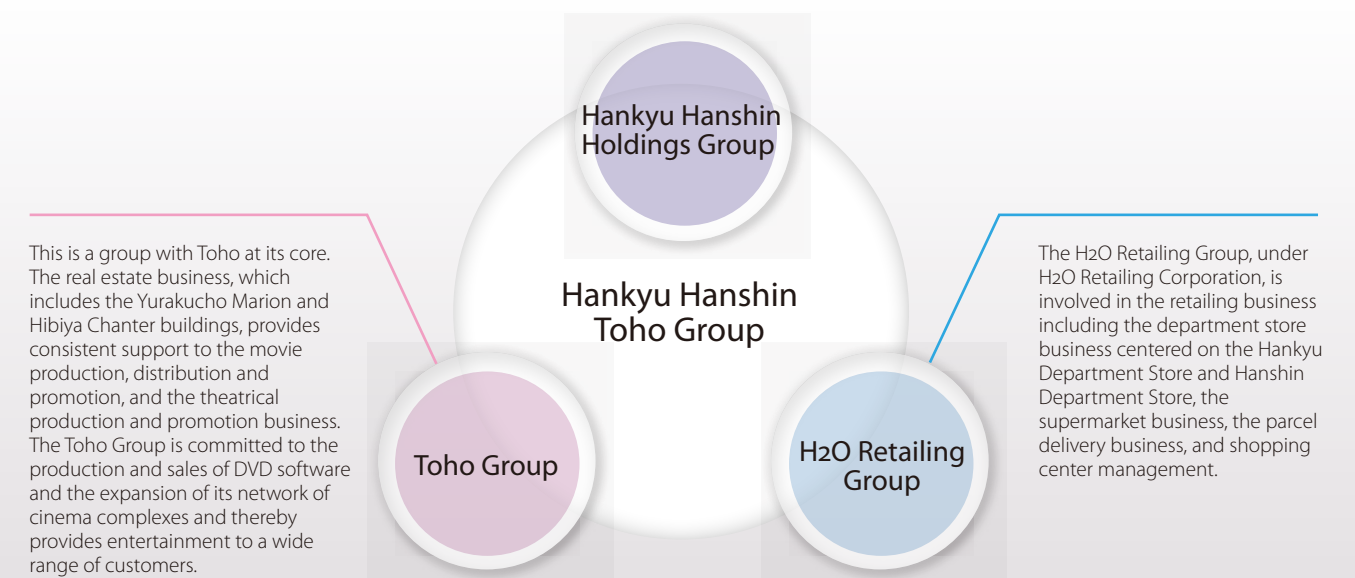 Hankyu Hanshin
Holdings Group
Hankyu Hanshin
Toho Group
This is a group with Toho at its core.
The real estate business, which
includes the Yurakucho Marion and
Hibiya Chanter buildings, provides
consistent support to the movie
production, distribution and
promotion, and the theatrical
production and promotion business.
The Toho Group is committed to the
production and sales of DVD software
and the expansion of its network of
cinema complexes and thereby
provides entertainment to a wide
range of customers.
Toho Group
H2O Retailing
Group
The H2O Retailing Group, under
H2O Retailing Corporation, is
involved in the retailing business
including the department store
business centered on the Hankyu
Department Store and Hanshin
Department Store, the
supermarket business, the parcel
delivery business, and shopping
center management.